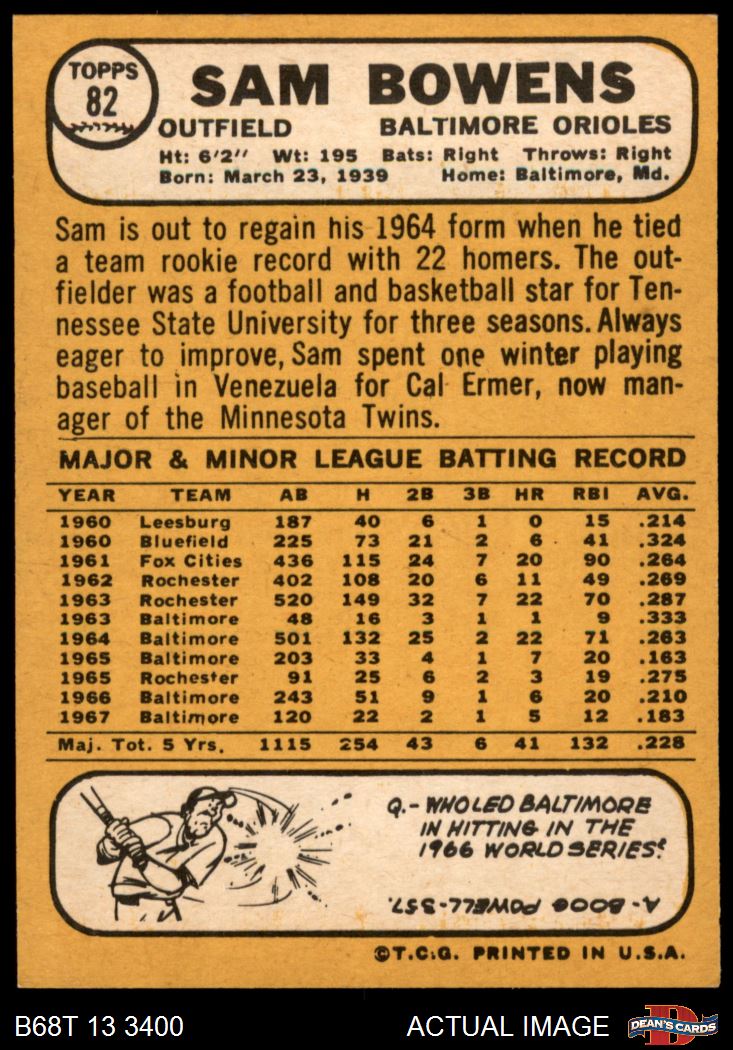 TOPPS
82
SAM BOWENS
OUTFIELD BALTIMORE ORIOLES
Ht: 6'2'' Wt: 195 Bats: Right Throws: Right
Born: March 23, 1939 Home: Baltimore, Md.
Sam is out to regain his 1964 form when he tied
a team rookie record with 22 homers. The out-
fielder was a football and basketball star for Ten-
nessee State University for three seasons. Always
eager to improve, Sam spent one winter playing
baseball in Venezuela for Cal Ermer, now man-
ager of the Minnesota Twins.
MAJOR & MINOR LEAGUE BATTING RECORD
YEAR TEAM AB H 2B 3B HR RBI AVG.
1960 Leesburg 187 40 6 1 0 15 .214
1960 Bluefield 225 73 21 2 6 41 .324
1961 Fox Cities 436 115 24 7 20 90 .264
1962 Rochester 402 108 20 6 11 49 .269
1963 Rochester 520 149 32 7 22 70 .287
1963 Baltimore 48 16 3 1 1 9 .333
1964 Baltimore 501 132 25 2 22 71 .263
1965 Baltimore 203 33 4 1 7 20 .163
1965 Rochester 91 25 6 2 3 19 .275
1966 Baltimore 243 51 9 1 6 20 .210
1967 Baltimore 120 22 2 1 5 12 .183
Maj. Tot. 5 Yrs. 1115 254 43 6 41 132 .228
Q.- WHO LED BALTIMORE
IN HITTING IN THE
1966 WORLD SERIES?
A- BOOG POWELL-.357.
©T.C.G. PRINTED IN U.S.A.
B68T 13 3400 ACTUAL IMAGE
D
DEAN'S CARDS